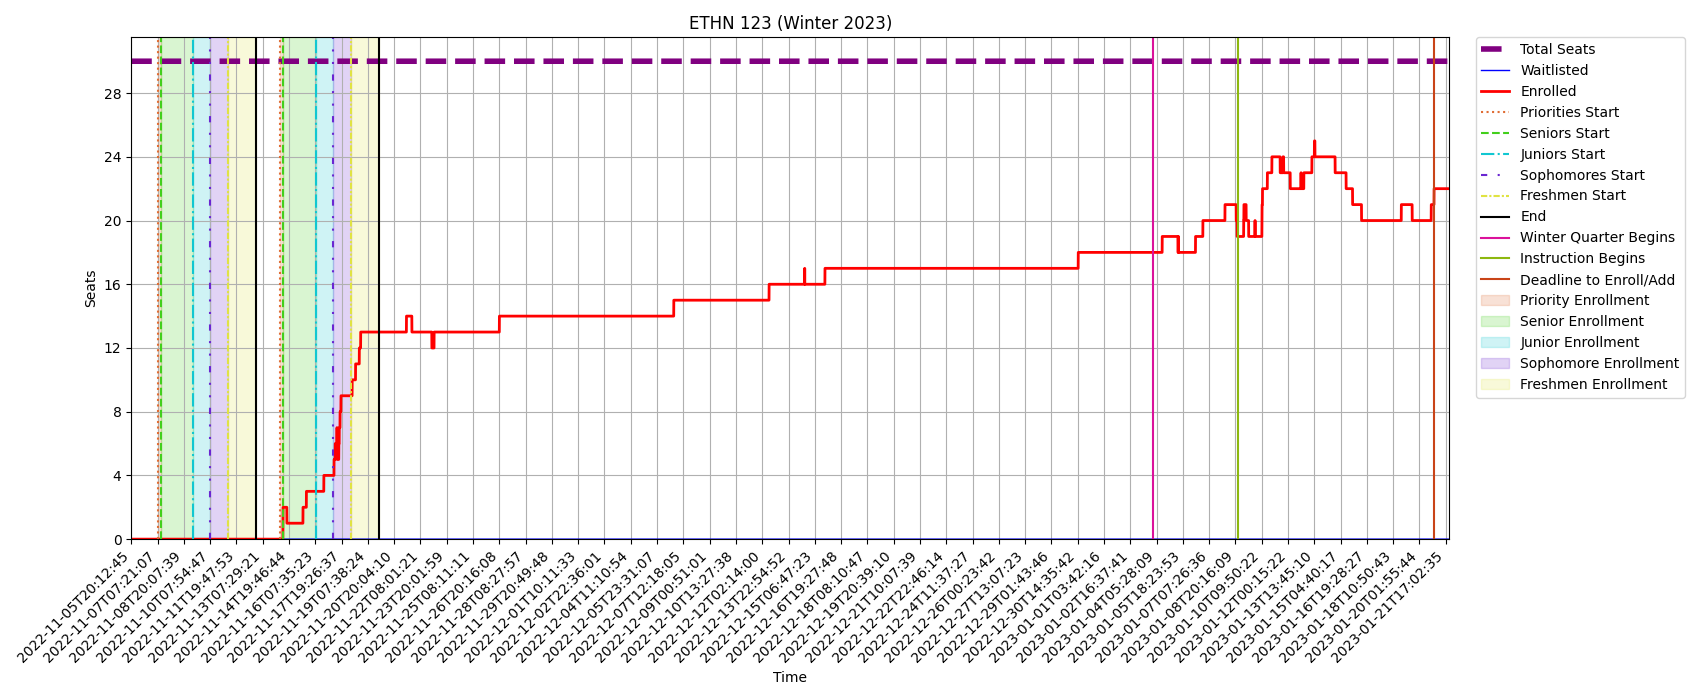 ETHN 123 (Winter 2023)
Total Seats
Waitlisted
Enrolled
Priorities Start
Seniors Start
Juniors Start
Sophomores Start
Freshmen Start
End
Winter Quarter Begins
Instruction Begins
Deadline to Enroll/Add
Priority Enrollment
Senior Enrollment
Junior Enrollment
Sophomore Enrollment
Freshmen Enrollment
Seats
28
24
20
16
12
8
4
0
2022-11-05T20:12:45
2022-11-07T07:21:07
2022-11-08T20:07:39
2022-11-10T07:54:47
2022-11-11T19:47:53
2022-11-13T07:29:21
2022-11-14T19:46:44
2022-11-16T07:35:23
2022-11-17T19:26:37
2022-11-19T07:38:24
2022-11-20T20:04:10
2022-11-22T08:01:21
2022-11-23T20:01:59
2022-11-25T08:11:11
2022-11-26T20:16:08
2022-11-28T08:27:57
2022-11-29T20:49:48
2022-12-01T10:11:33
2022-12-02T22:36:01
2022-12-04T11:10:54
2022-12-05T23:31:07
2022-12-07T12:18:05
2022-12-09T00:51:01
2022-12-10T13:27:38
2022-12-12T02:14:00
2022-12-13T22:54:52
2022-12-15T06:47:23
2022-12-16T19:27:48
2022-12-18T08:10:47
2022-12-19T20:39:10
2022-12-21T10:07:39
2022-12-22T22:46:14
2022-12-24T11:37:27
2022-12-26T00:23:42
2022-12-27T13:07:23
2022-12-29T01:43:46
2022-12-30T14:35:42
2023-01-01T03:42:16
2023-01-02T16:37:41
2023-01-04T05:28:09
2023-01-05T18:23:53
2023-01-07T07:26:36
2023-01-08T20:16:09
2023-01-10T09:50:22
2023-01-12T00:15:22
2023-01-13T13:45:10
2023-01-15T04:40:17
2023-01-16T19:28:27
2023-01-18T10:50:43
2023-01-20T01:55:44
2023-01-21T17:02:35
Time